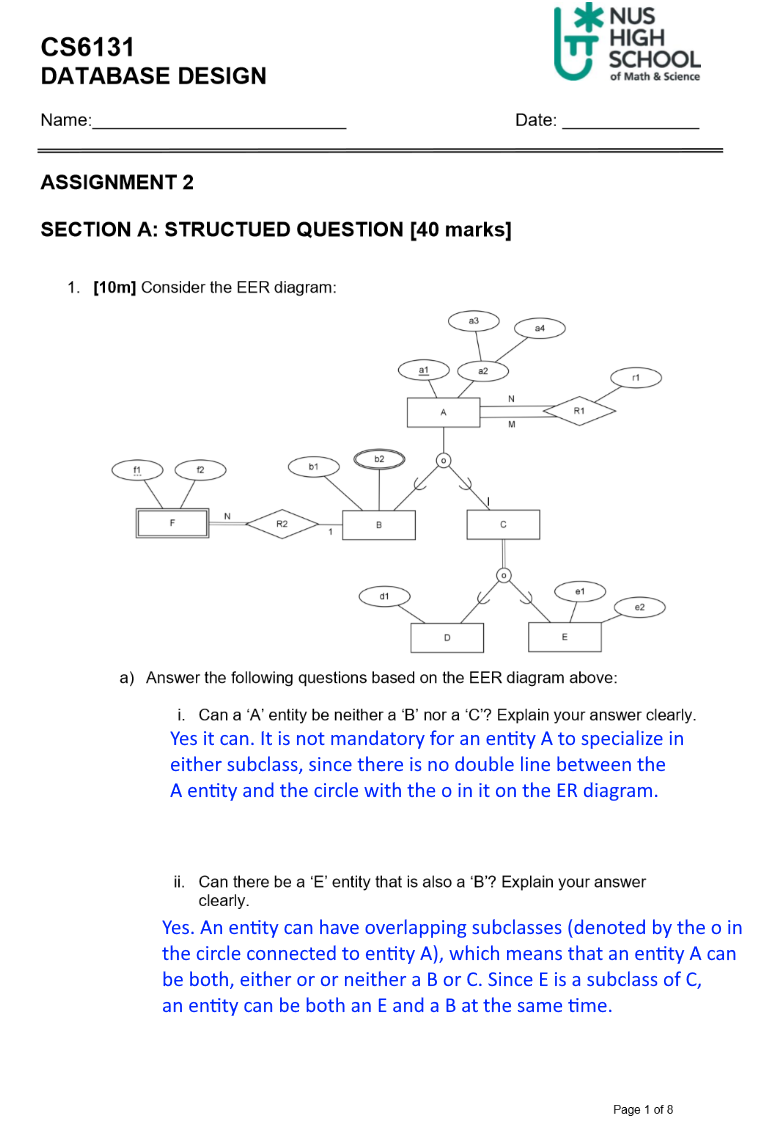 CS6131
DATABASE DESIGN
NUS
HIGH
SCHOOL
of Math & Science
Name:
Date:
ASSIGNMENT 2
SECTION A: STRUCTUED QUESTION [40 marks]
1. [10m] Consider the EER diagram:
a3
a4
a1
a2
r1
N
A
R1
M
b2
o
f1
f2
b1
N
F
R2
B
C
1
o
d1
e1
e2
D
E
a) Answer the following questions based on the EER diagram above:
i. Can a ‘A’ entity be neither a ‘B’ nor a ‘C’? Explain your answer clearly.
Yes it can. It is not mandatory for an entity A to specialize in
either subclass, since there is no double line between the
A entity and the circle with the o in it on the ER diagram.
ii. Can there be a ‘E’ entity that is also a ‘B’? Explain your answer
clearly.
Yes. An entity can have overlapping subclasses (denoted by the o in
the circle connected to entity A), which means that an entity A can
be both, either or or neither a B or C. Since E is a subclass of C,
an entity can be both an E and a B at the same time.
Page 1 of 8